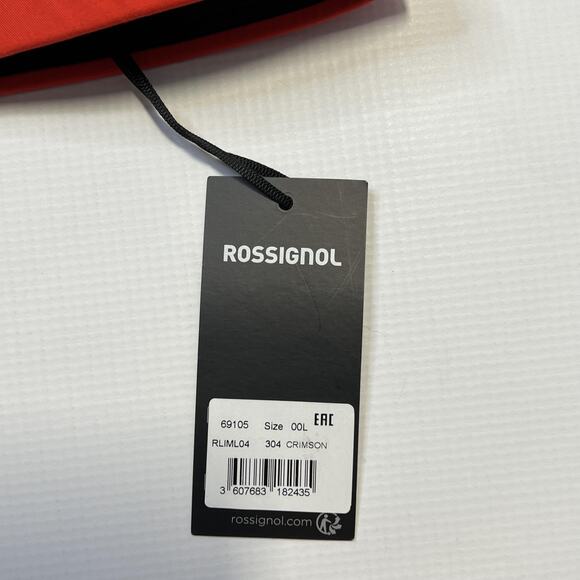 ROSSIGNOL
69105 Size 00L EAC
RLIML04 304 CRIMSON
3 607683 182435
rossignol.com